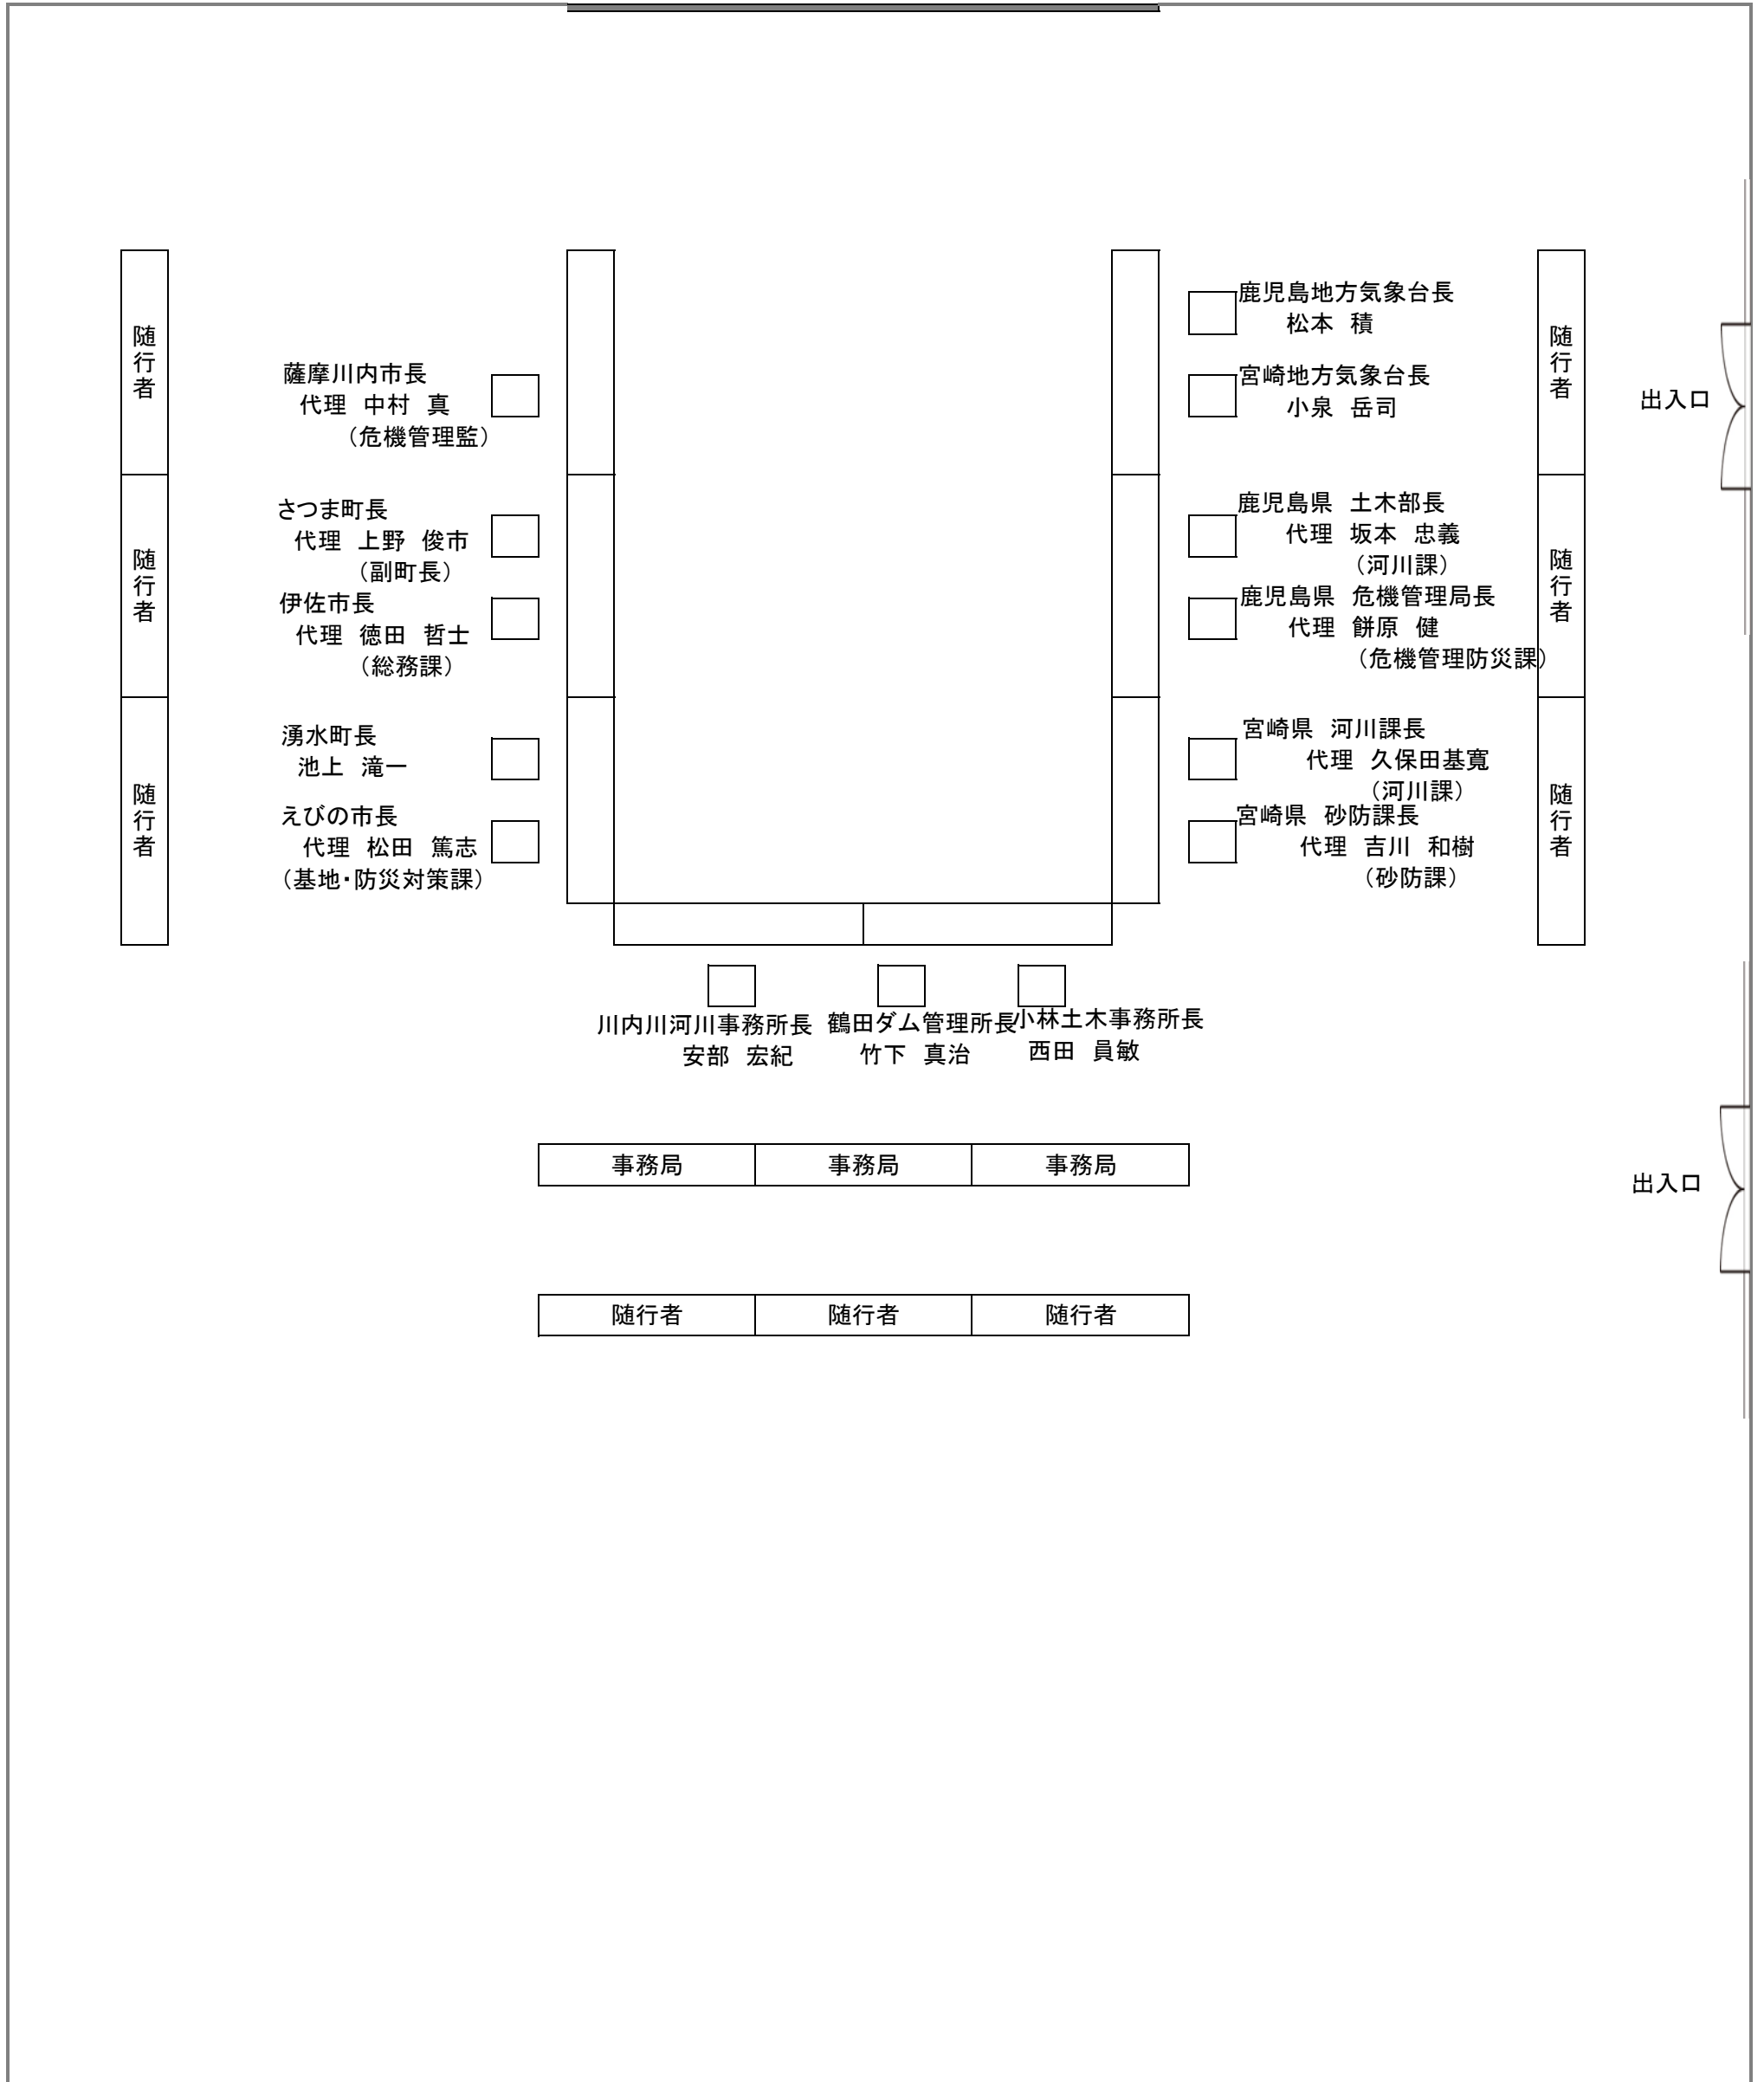 随行者
随行者
随行者
薩摩川内市長
代理 中村 真
（危機管理監）
さつま町長
代理 上野 俊市
（副町長）
伊佐市長
代理 徳田 哲士
（総務課）
湧水町長
池上 滝一
えびの市長
代理 松田 篤志
（基地・防災対策課）
鹿児島地方気象台長
松本 積
宮崎地方気象台長
小泉 岳司
鹿児島県 土木部長
代理 坂本 忠義
（河川課）
鹿児島県 危機管理局長
代理 餅原 健
（危機管理防災課）
宮崎県 河川課長
代理 久保田基寛
（河川課）
宮崎県 砂防課長
代理 吉川 和樹
（砂防課）
随行者
随行者
随行者
出入口
川内川河川事務所長
安部 宏紀
鶴田ダム管理所長
竹下 真治
小林土木事務所長
西田 員敏
事務局 事務局 事務局
出入口
随行者 随行者 随行者